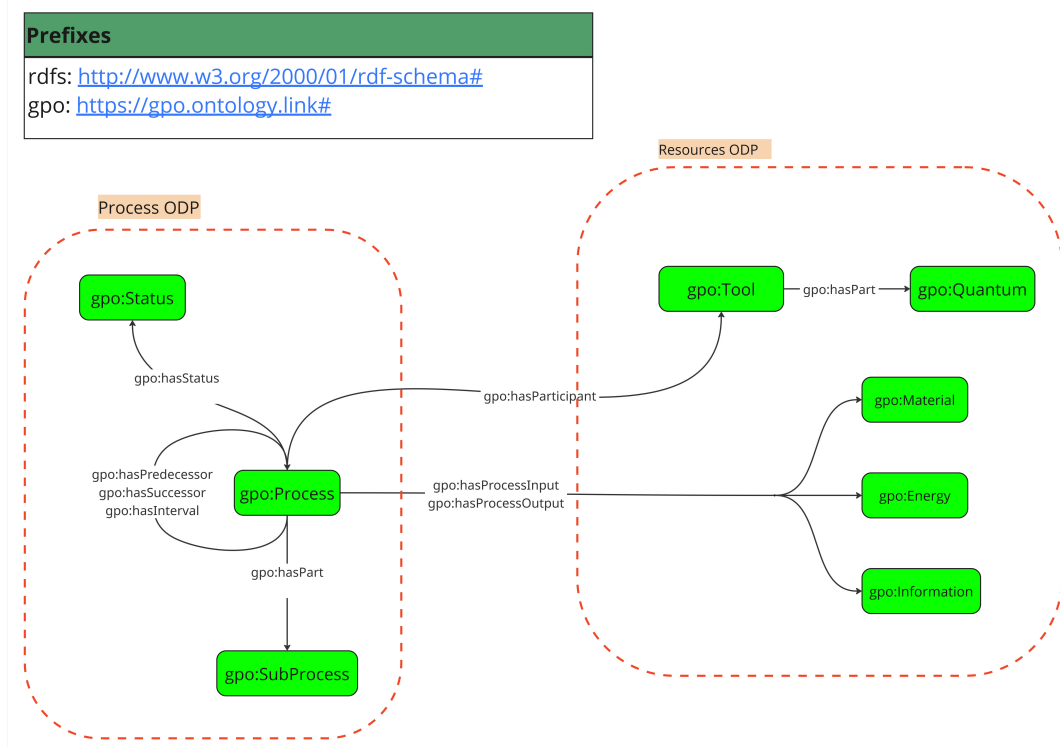 Prefixes
rdfs: http://www.w3.org/2000/01/rdf-schema#
gpo: https://gpo.ontology.link#
Resources ODP
Process ODP
gpo:Status
gpo:Tool
gpo:hasPart
gpo:Quantum
gpo:hasStatus
gpo:hasParticipant
gpo:Material
gpo:hasPredecessor
gpo:hasSuccessor
gpo:hasInterval
gpo:Process
gpo:hasProcessInput
gpo:hasProcessOutput
gpo:Energy
gpo:hasPart
gpo:Information
gpo:SubProcess